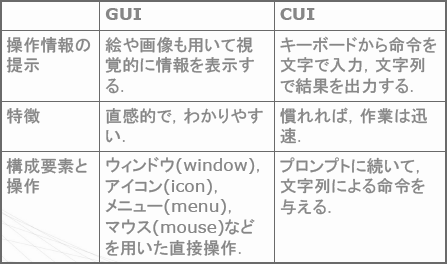 GUI
CUI
操作情報の
提示
絵や画像も用いて視
覚的に情報を表示す
る.
キーボードから命令を
文字で入力, 文字列
で結果を出力する.
特徴
直感的で, わかりやす
い.
慣れれば, 作業は迅
速.
構成要素と
操作
ウィンドウ(window),
アイコン(icon),
メニュー(menu),
マウス(mouse)など
を用いた直接操作.
プロンプトに続いて,
文字列による命令を
与える.